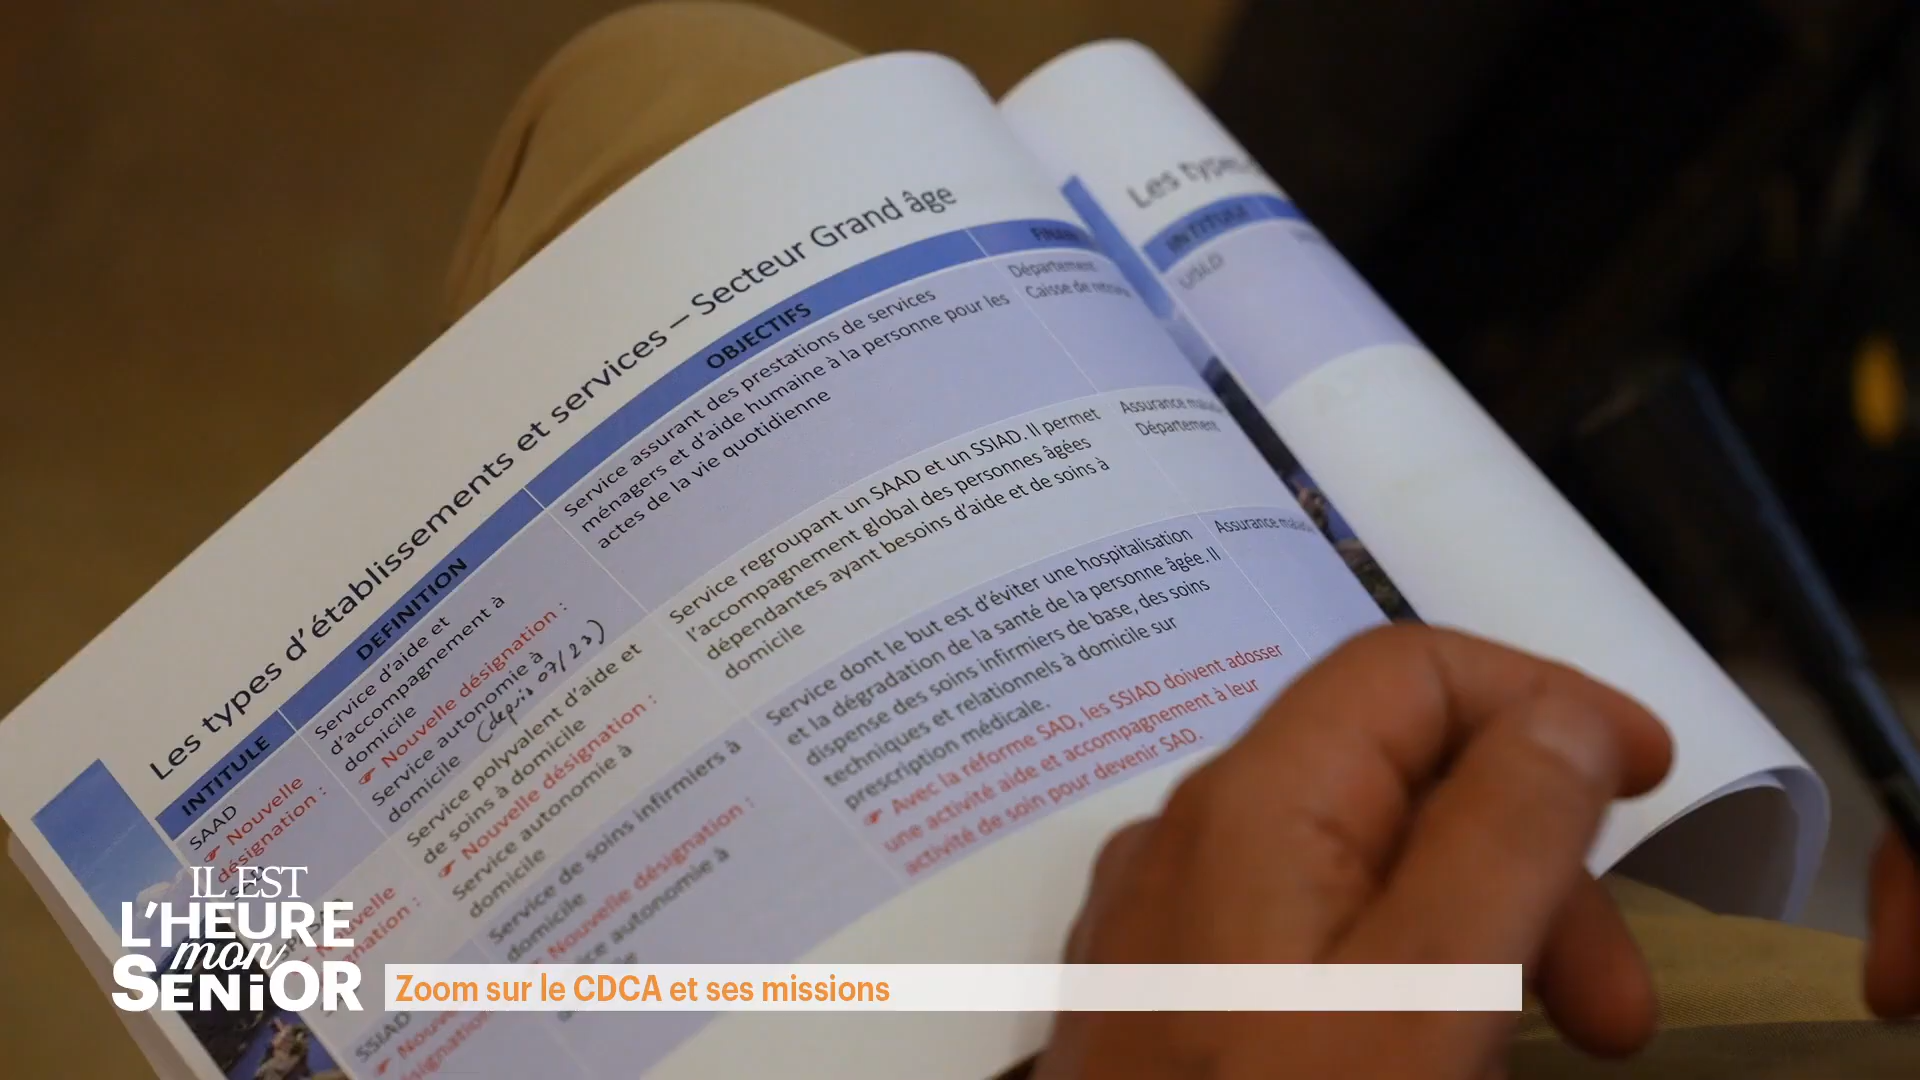 Les types d'établissements et services – Secteur Grand âge
INTITULE
DEFINITION
OBJECTIFS
SAAD
☛ Nouvelle
désignation :
Service d'aide et
d'accompagnement à
domicile
☛ Nouvelle désignation :
Service autonomie à
domicile (depuis 07/23)
Service assurant des prestations de services
ménagers et d'aide humaine à la personne pour les
actes de la vie quotidienne
Département
Caisse de
Nouvelle
Service polyvalent d'aide et
de soins à domicile
☛ Nouvelle désignation :
Service autonomie à
domicile
Service regroupant un SAAD et un SSIAD. Il permet
l'accompagnement global des personnes âgées
dépendantes ayant besoins d'aide et de soins à
domicile
Assurance
Département
SSIAD
Service de soins infirmiers à
domicile
☛ Nouvelle désignation :
autonomie à
Service dont le but est d'éviter une hospitalisation
et la dégradation de la santé de la personne âgée. Il
dispense des soins infirmiers de base, des soins
techniques et relationnels à domicile sur
prescription médicale.
☛ Avec la réforme SAD, les SSIAD doivent adosser
une activité aide et accompagnement à leur
activité de soin pour devenir SAD.
Assurance
Les
INTITULE
USLD
IL EST
L'HEURE
mon
SENIOR
Zoom sur le CDCA et ses missions